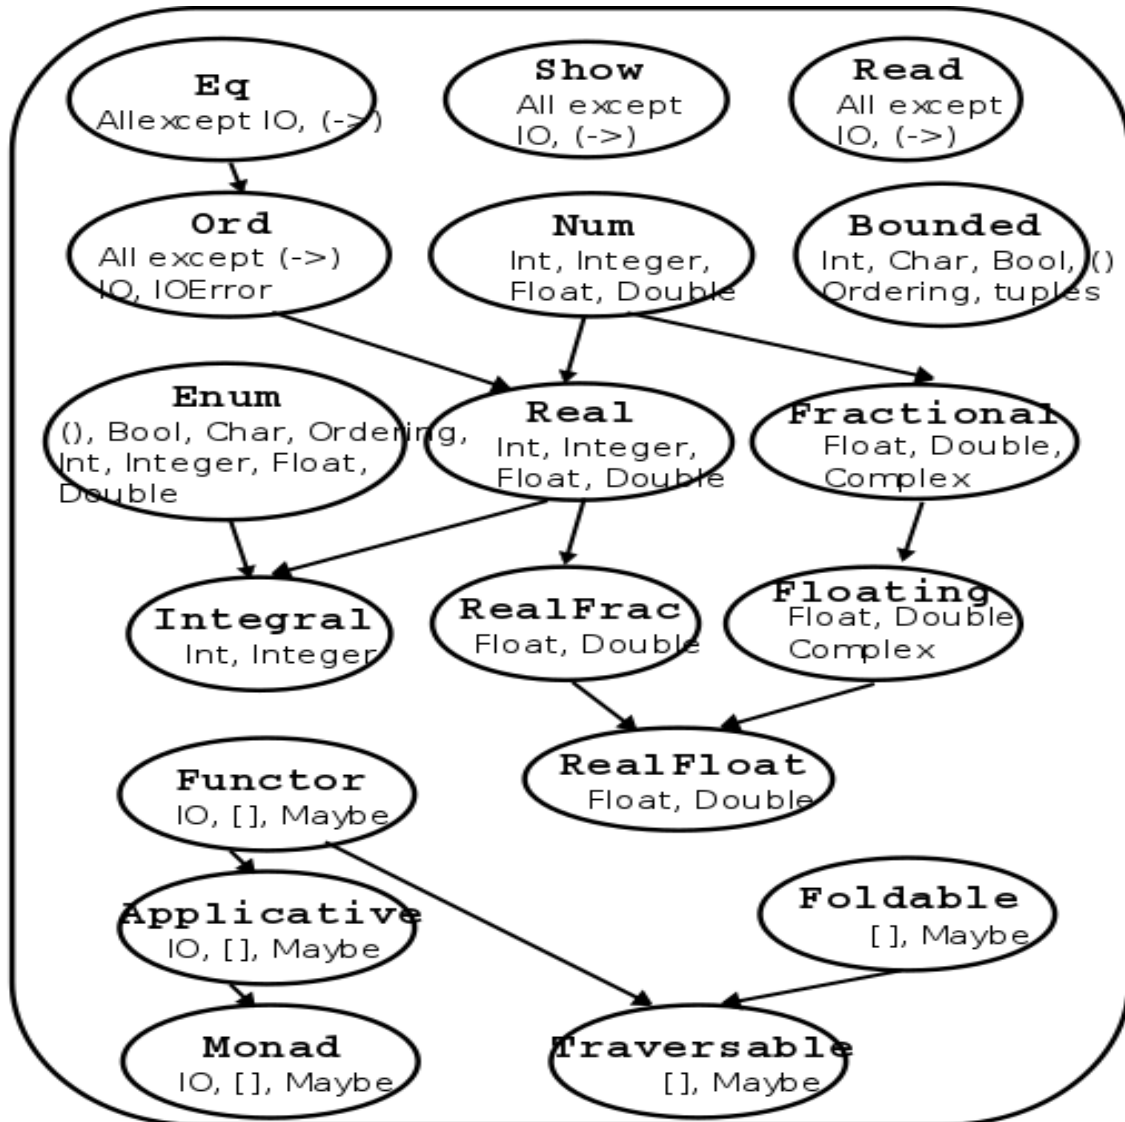 Eq
Allexcept IO, (->)
Show
All except
IO, (->)
Read
All except
IO, (->)
Ord
All except (->)
IO, IOError
Num
Int, Integer,
Float, Double
Bounded
Int, Char, Bool, ()
Ordering, tuples
Enum
(), Bool, Char, Ordering,
Int, Integer, Float,
Double
Real
Int, Integer,
Float, Double
Fractional
Float, Double,
Complex
Integral
Int, Integer
RealFrac
Float, Double
Floating
Float, Double
Complex
RealFloat
Float, Double
Functor
IO, [], Maybe
Applicative
IO, [], Maybe
Foldable
[], Maybe
Monad
IO, [], Maybe
Traversable
[], Maybe